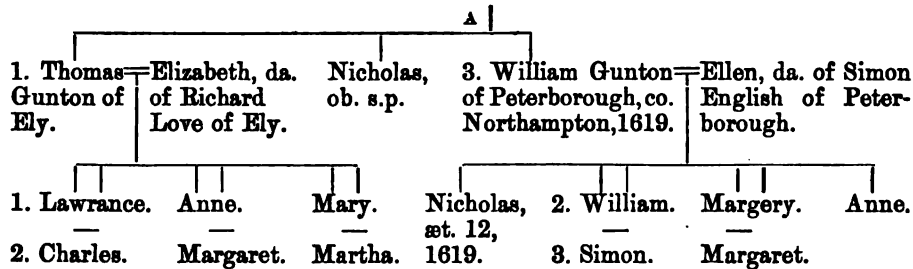 A
1. Thomas=Elizabeth, da. Nicholas, 3. William Gunton=Ellen, da. of Simon
Gunton of of Richard ob. s.p. of Peterborough, co. English of Peter-
Ely. Love of Ely. Northampton, 1619. borough.
1. Lawrance. Anne. Mary. Nicholas, 2. William. Margery. Anne.
— — — æt. 12, — —
2. Charles. Margaret. Martha. 1619. 3. Simon. Margaret.